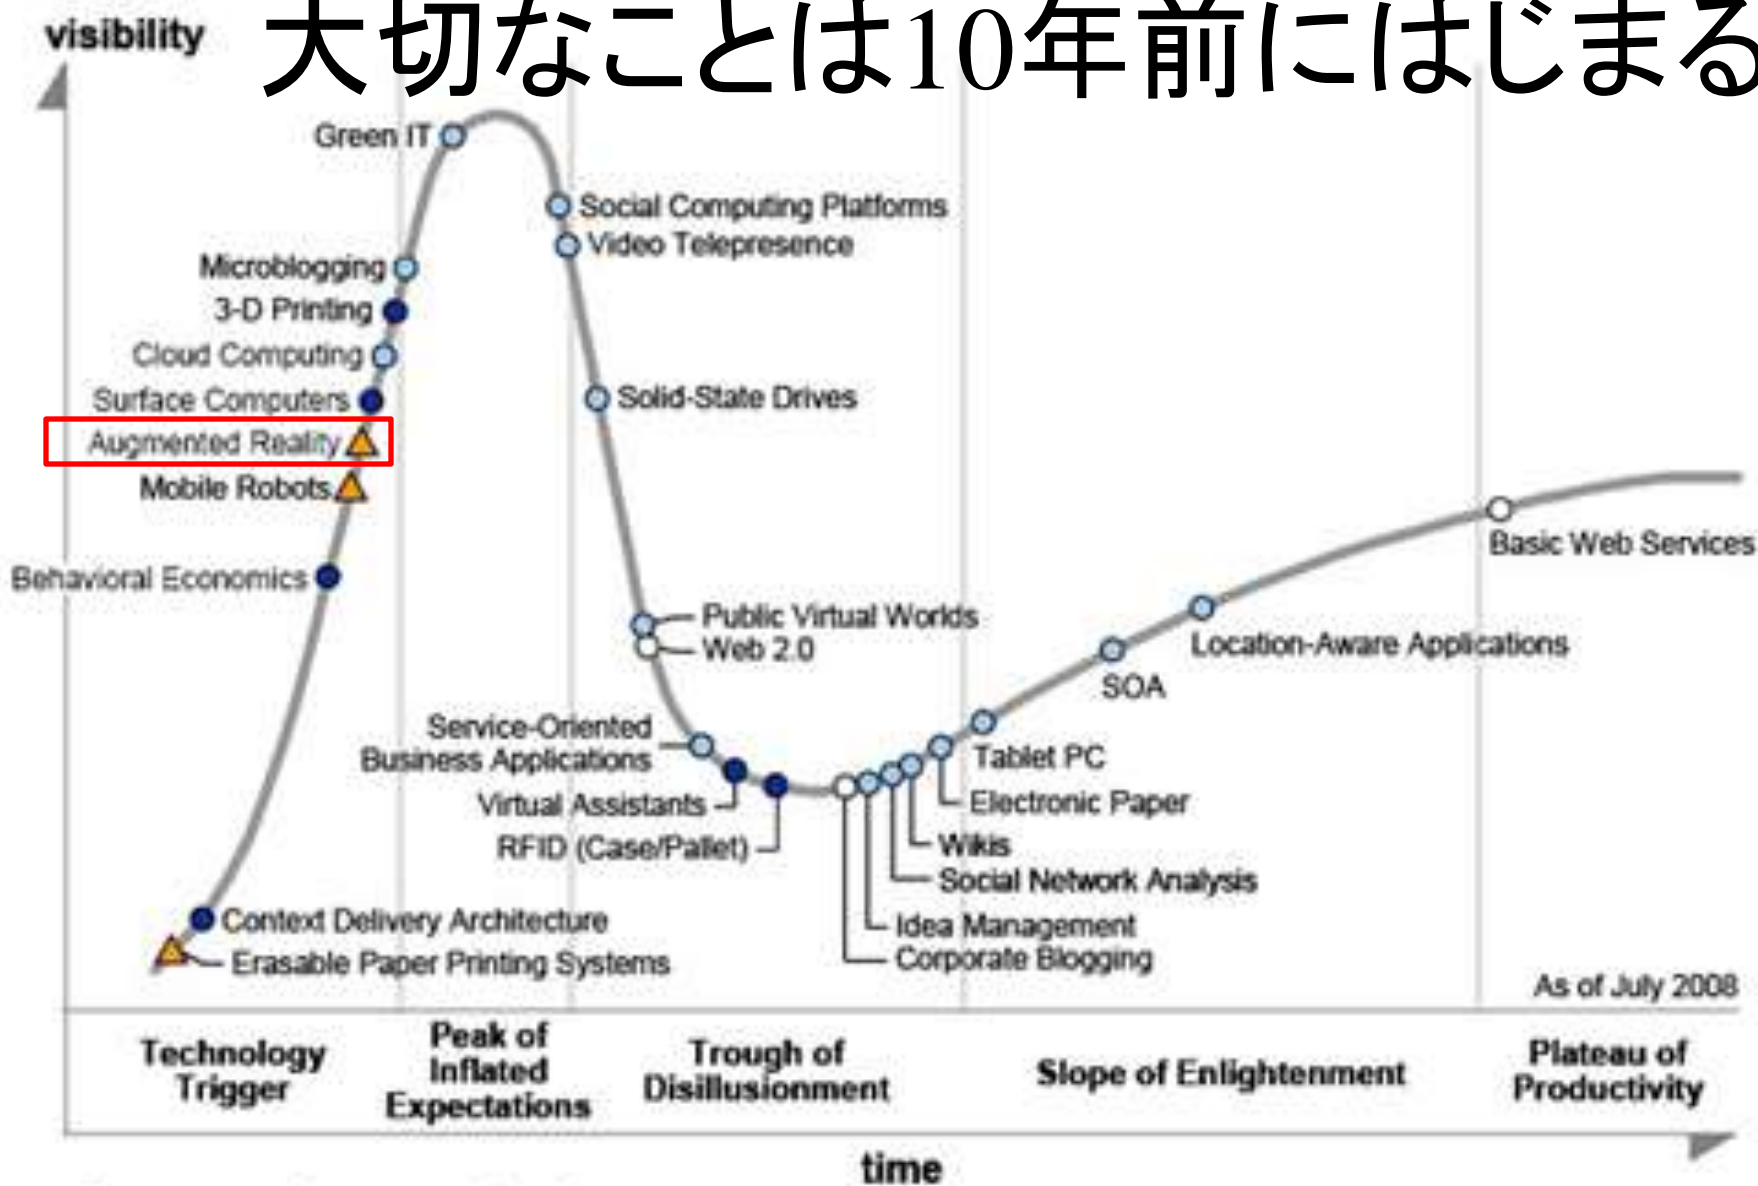 大切なことは10年前にはじまる
visibility
Green IT
Social Computing Platforms
Video Telepresence
Microblogging
3-D Printing
Cloud Computing
Surface Computers
Solid-State Drives
Augmented Reality
Mobile Robots
Behavioral Economics
Basic Web Services
Public Virtual Worlds
Web 2.0
Location-Aware Applications
SOA
Service-Oriented
Business Applications
Tablet PC
Virtual Assistants
Electronic Paper
RFID (Case/Pallet)
Wikis
Social Network Analysis
Context Delivery Architecture
Idea Management
Erasable Paper Printing Systems
Corporate Blogging
As of July 2008
Technology
Trigger
Peak of
Inflated
Expectations
Trough of
Disillusionment
Slope of Enlightenment
Plateau of
Productivity
time